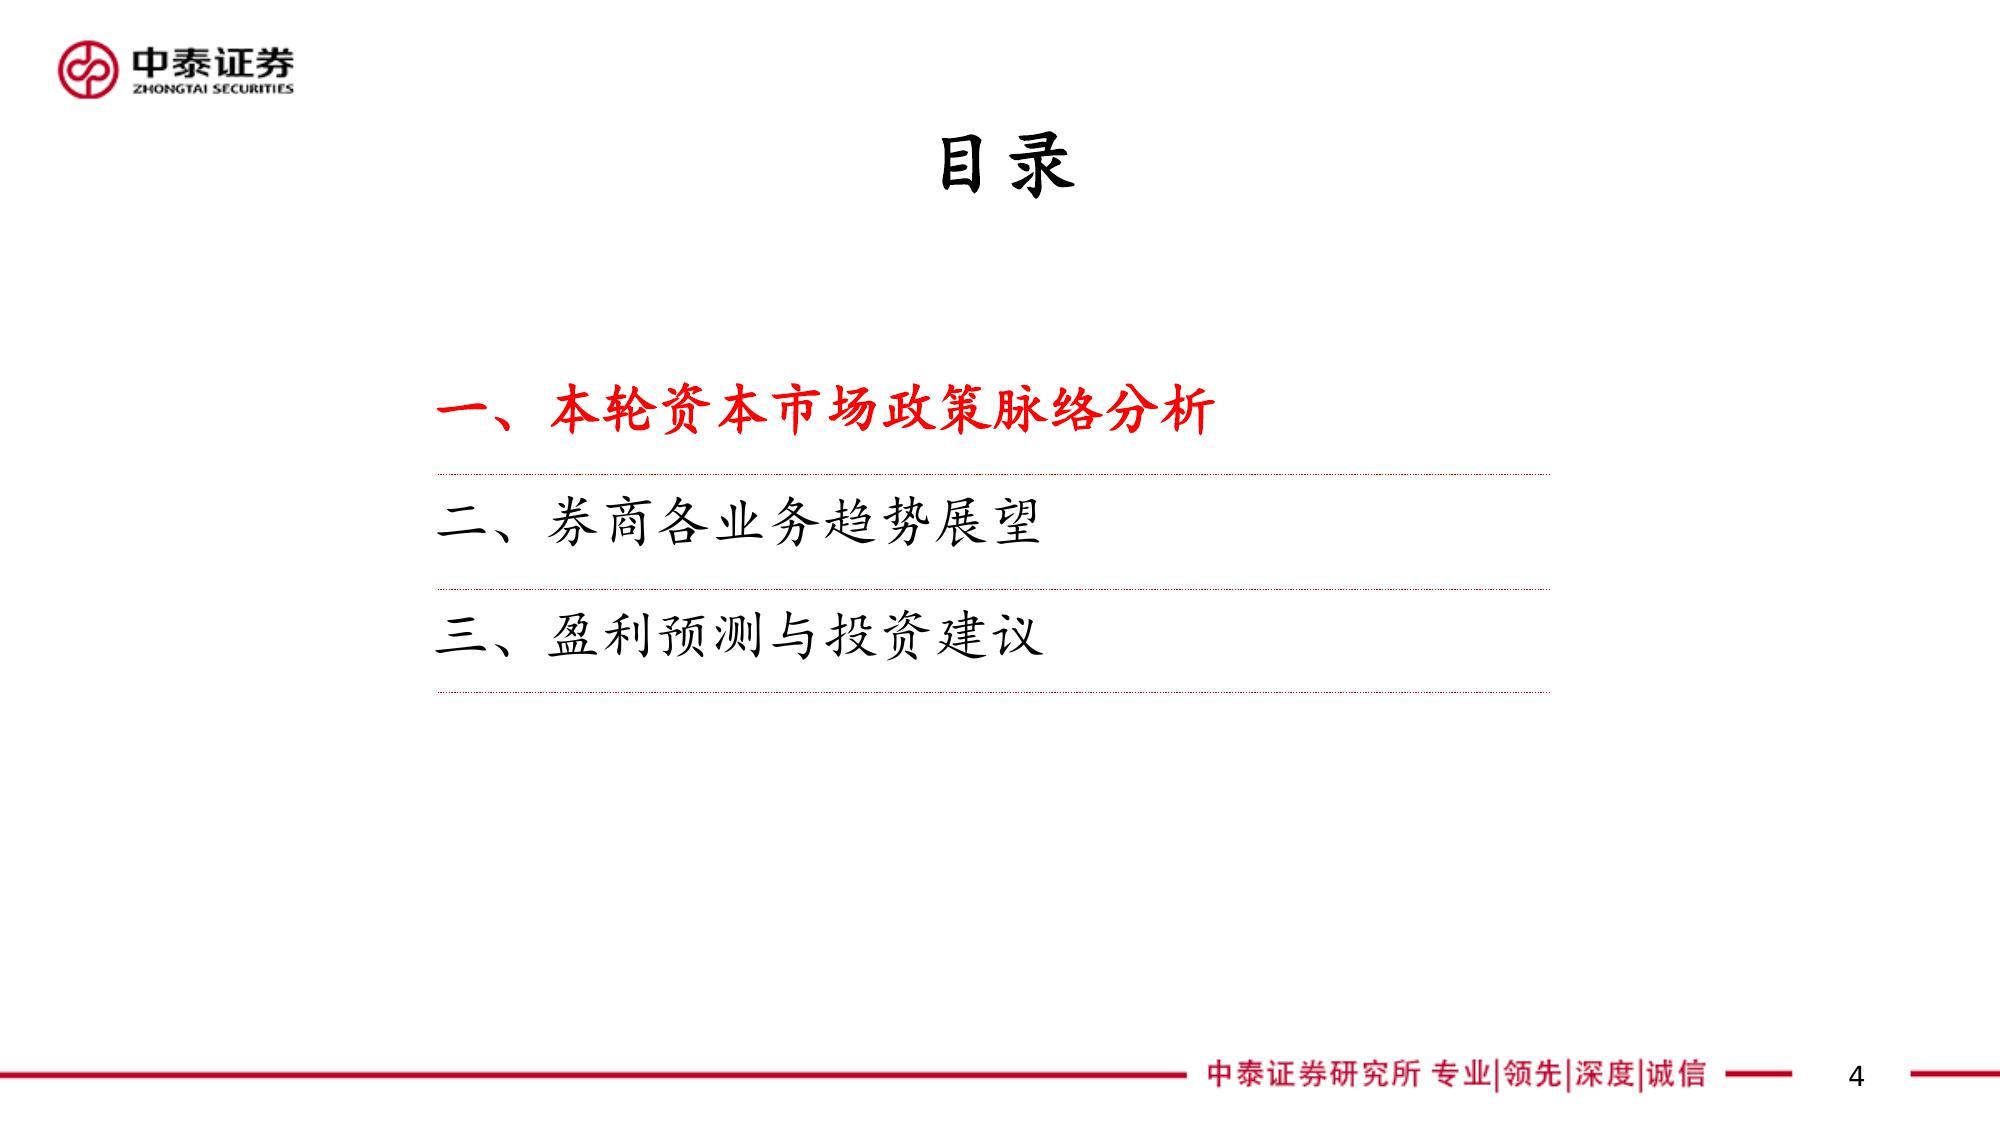 中泰证券
ZHONGTAI SECURITIES
目录
一、本轮资本市场政策脉络分析
二、券商各业务趋势展望
三、盈利预测与投资建议
中泰证券研究所 专业|领先|深度|诚信
4